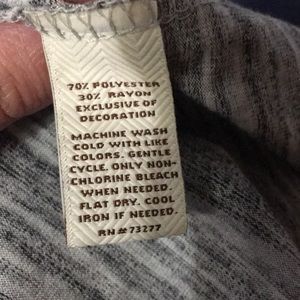 70% POLYESTER
30% RAYON
EXCLUSIVE OF
DECORATION
MACHINE WASH
COLD WITH LIKE
COLORS. GENTLE
CYCLE. ONLY NON-
CHLORINE BLEACH
WHEN NEEDED.
FLAT DRY. COOL
IRON IF NEEDED.
RN# 73277